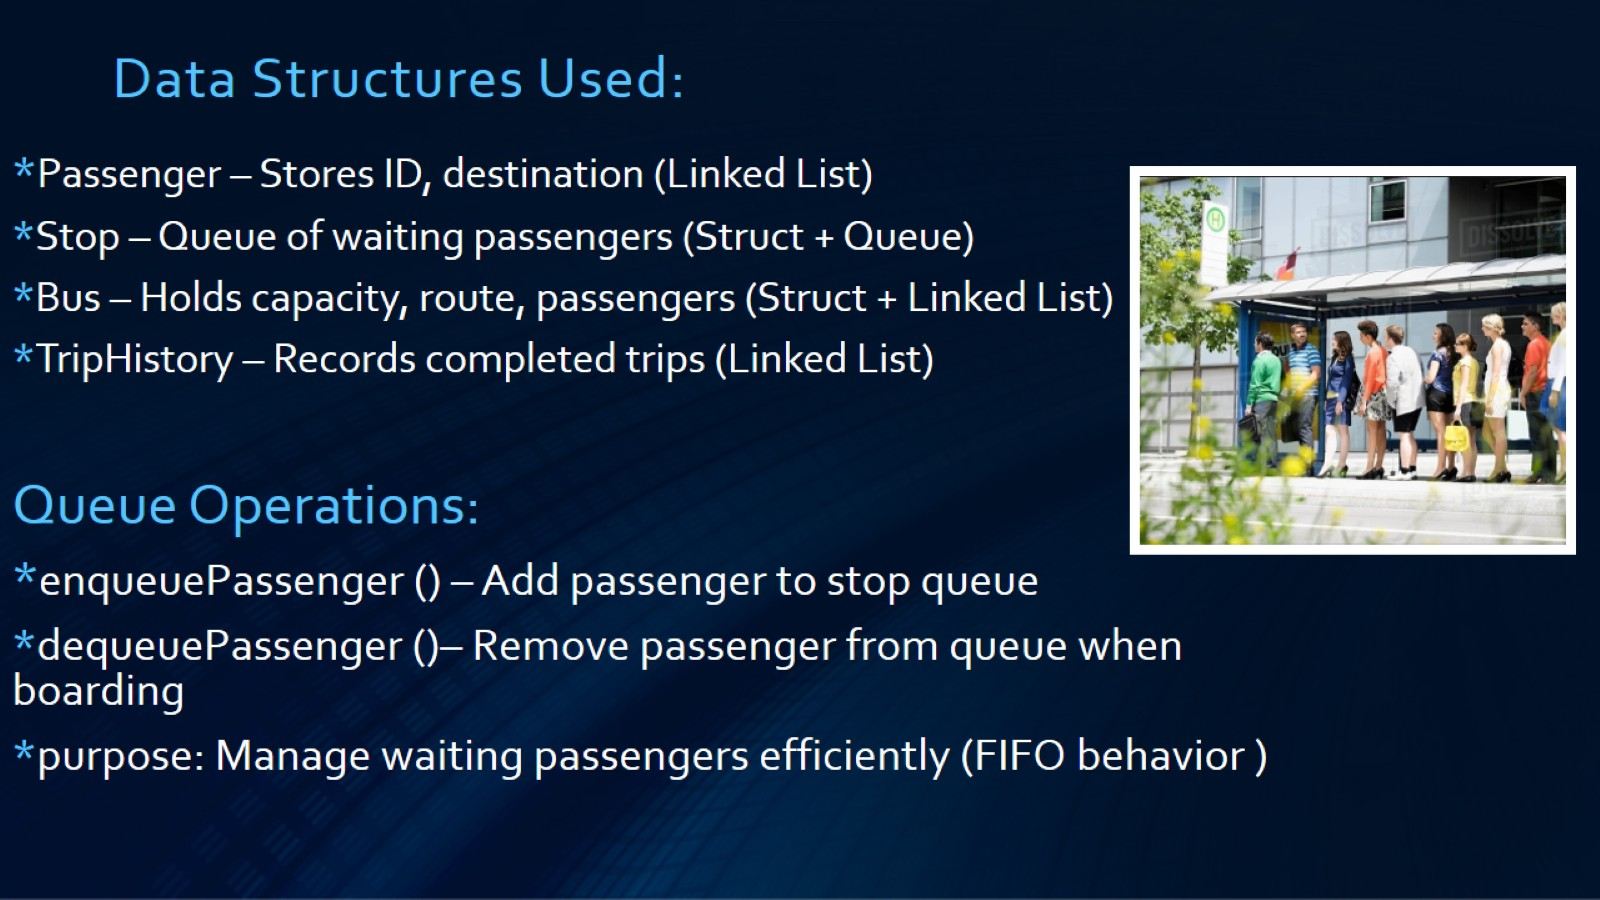 Data Structures Used:
*Passenger – Stores ID, destination (Linked List)
*Stop – Queue of waiting passengers (Struct + Queue)
*Bus – Holds capacity, route, passengers (Struct + Linked List)
*TripHistory – Records completed trips (Linked List)
H
DISSOLVE
Queue Operations:
*enqueuePassenger () – Add passenger to stop queue
*dequeuePassenger ()– Remove passenger from queue when
boarding
*purpose: Manage waiting passengers efficiently (FIFO behavior )